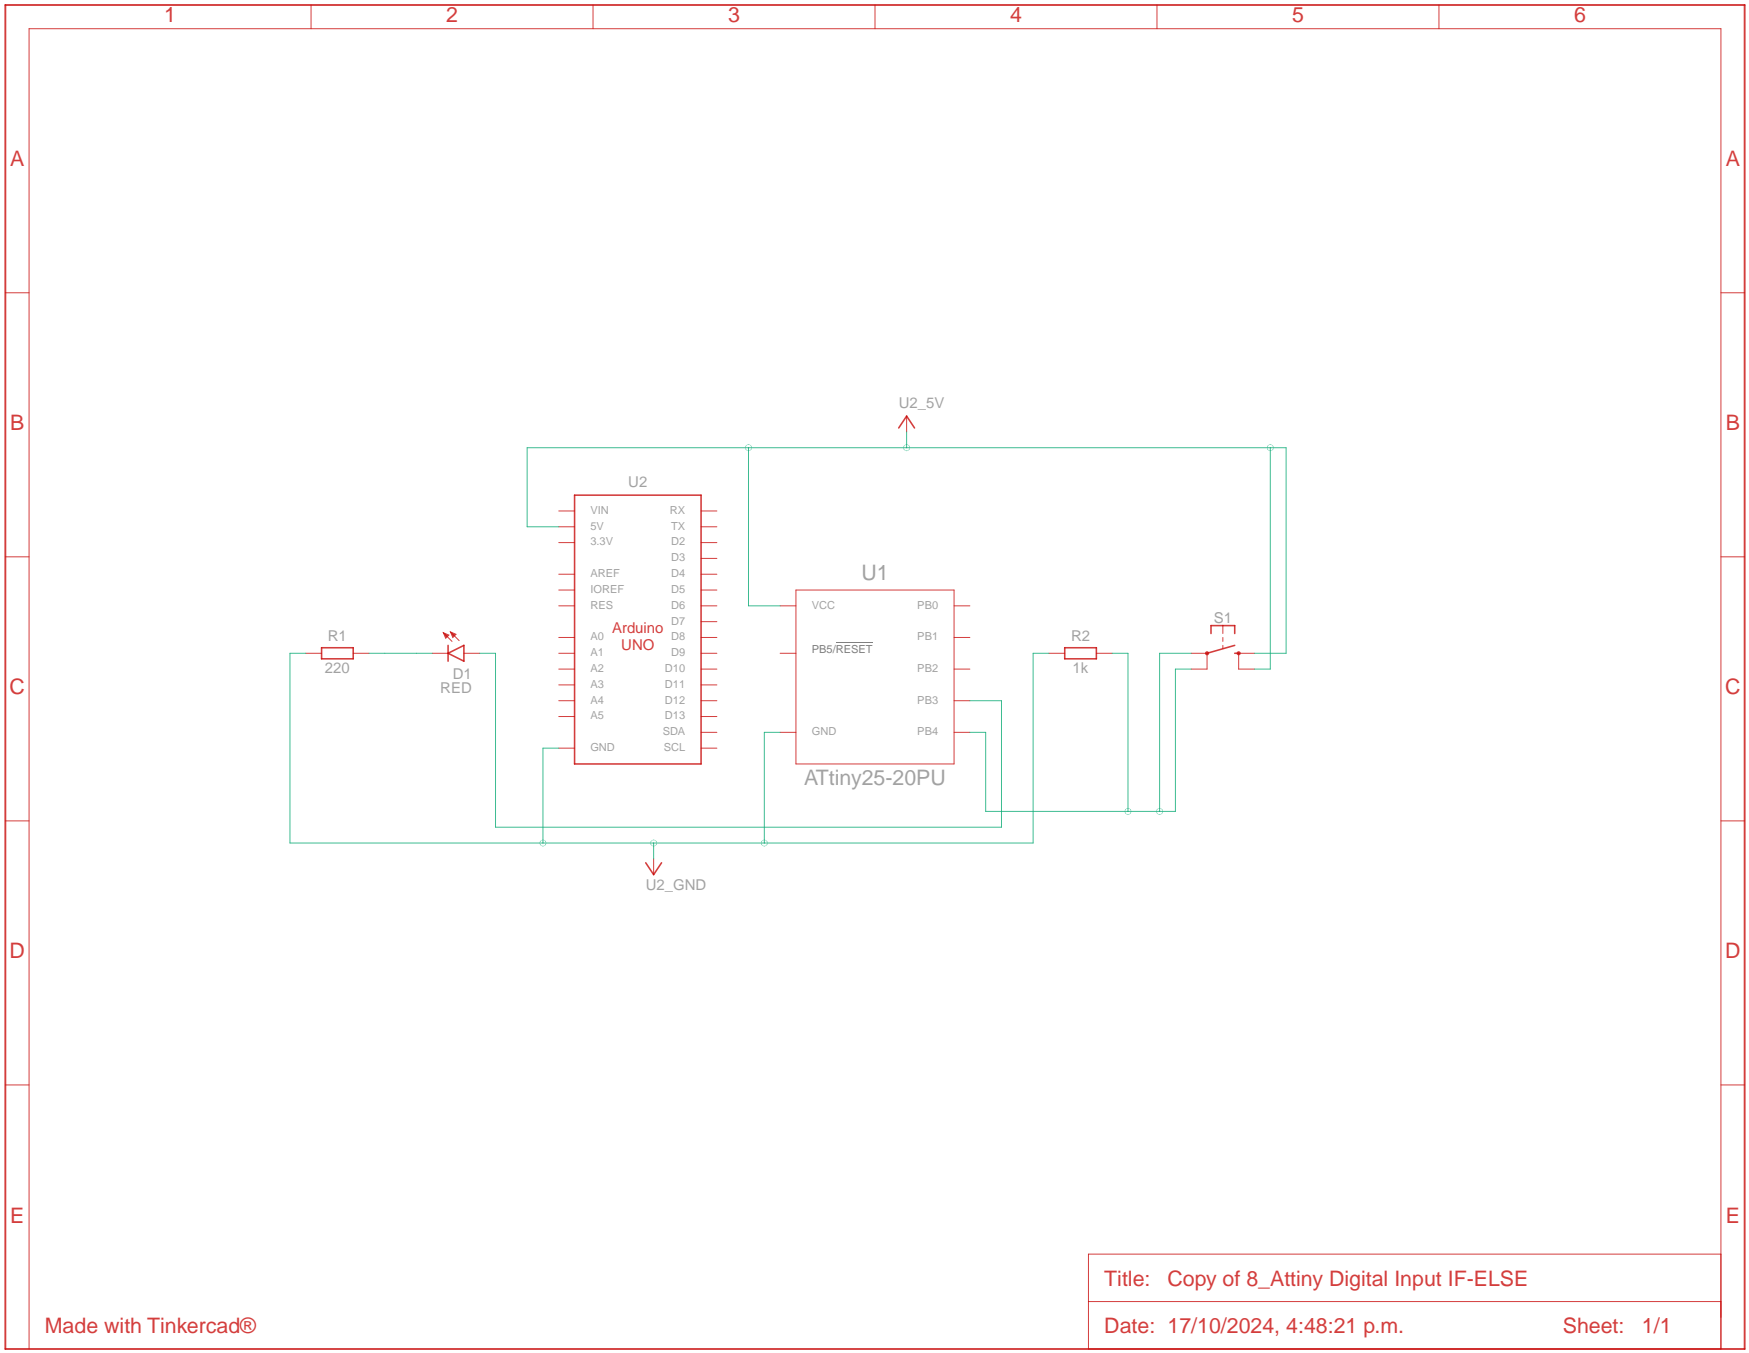 1 2 3 4 5 6
A A
B B
C C
D D
E E
U2_5V
U2
VIN RX
5V TX
3.3V D2
D3
AREF D4
IOREF D5
RES D6
D7
A0 D8
A1 D9
A2 D10
A3 D11
A4 D12
A5 D13
SDA
GND SCL
Arduino
UNO
U1
VCC PB0
PB1
PB5/RESET
PB2
PB3
GND PB4
ATtiny25-20PU
R1
220
D1
RED
R2
1k
S1
U2_GND
Title: Copy of 8_Attiny Digital Input IF-ELSE
Date: 17/10/2024, 4:48:21 p.m. Sheet: 1/1
Made with Tinkercad®